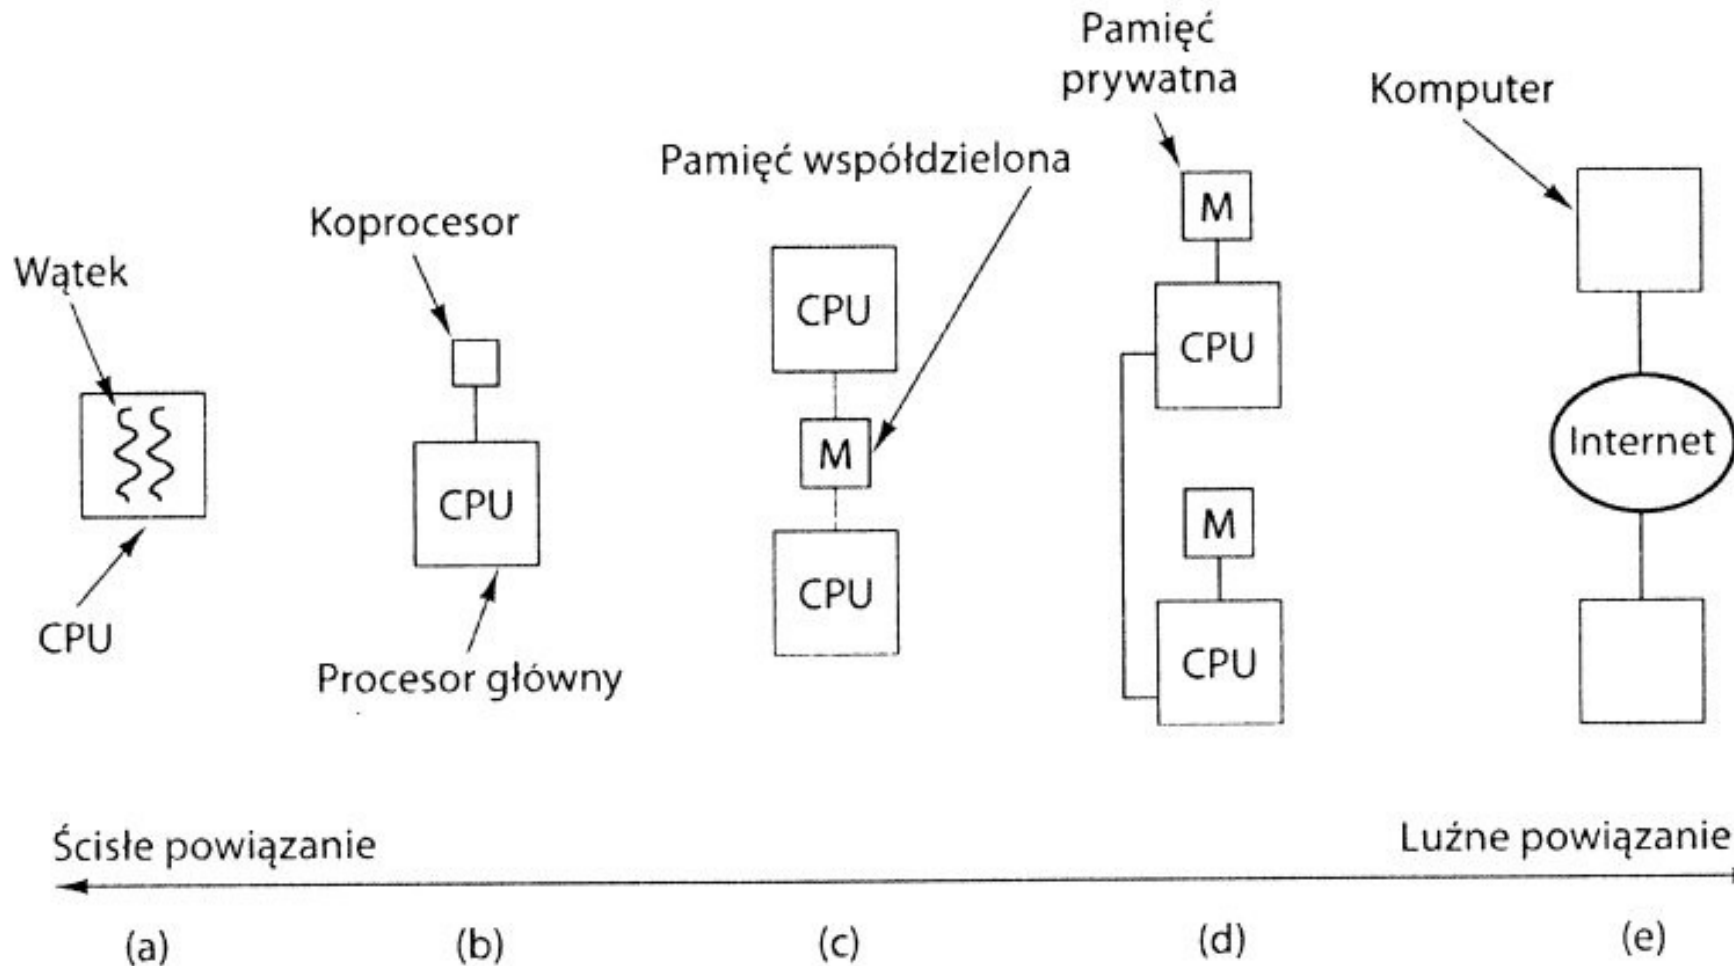 Pamięć
prywatna
Komputer
Pamięć współdzielona
Koprocesor
Wątek
M
CPU
CPU
CPU
M
Internet
CPU
M
CPU
CPU
CPU
Procesor główny
Ścisłe powiązanie
Luźne powiązanie
(a)
(b)
(c)
(d)
(e)